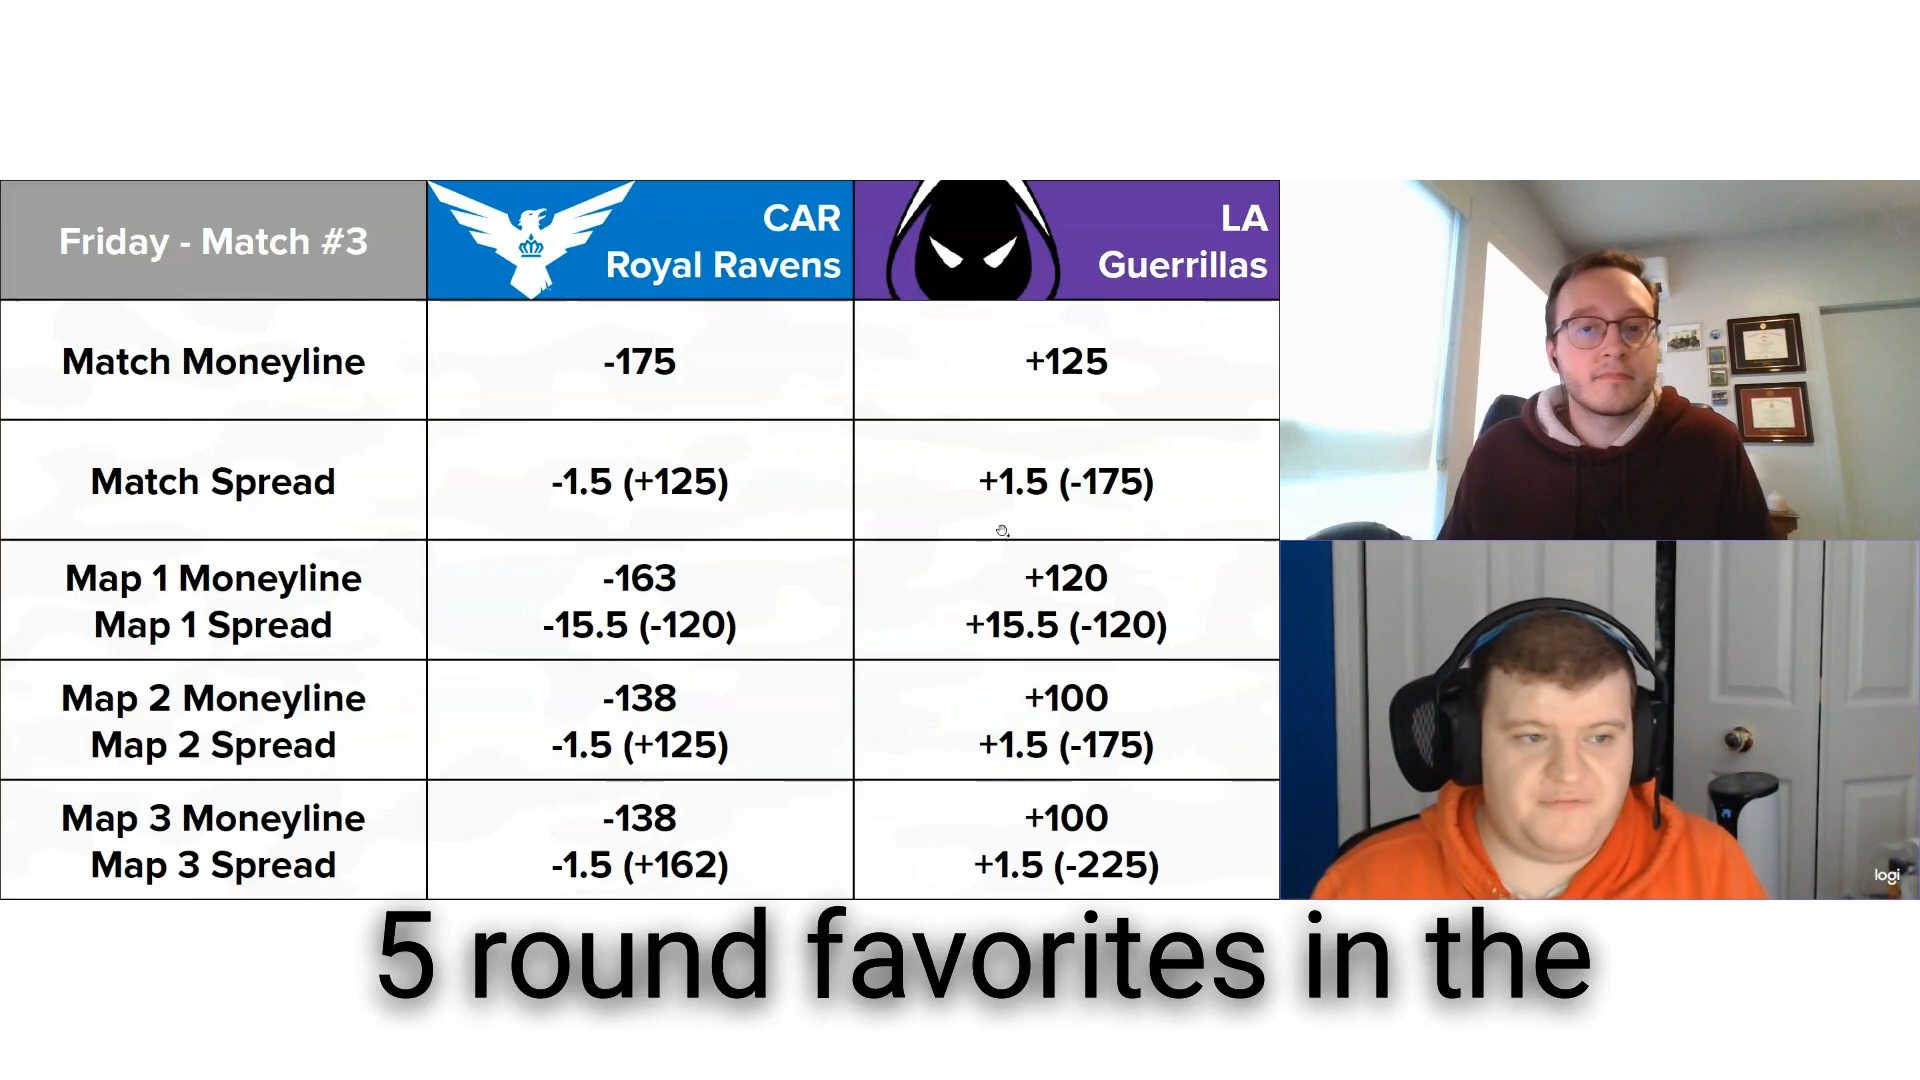 Friday - Match #3
CAR
Royal Ravens
LA
Guerrillas
Match Moneyline
-175
+125
Match Spread
-1.5 (+125)
+1.5 (-175)
Map 1 Moneyline
Map 1 Spread
-163
-15.5 (-120)
+120
+15.5 (-120)
Map 2 Moneyline
Map 2 Spread
-138
-1.5 (+125)
+100
+1.5 (-175)
Map 3 Moneyline
Map 3 Spread
-138
-1.5 (+162)
+100
+1.5 (-225)
logi
5 round favorites in the